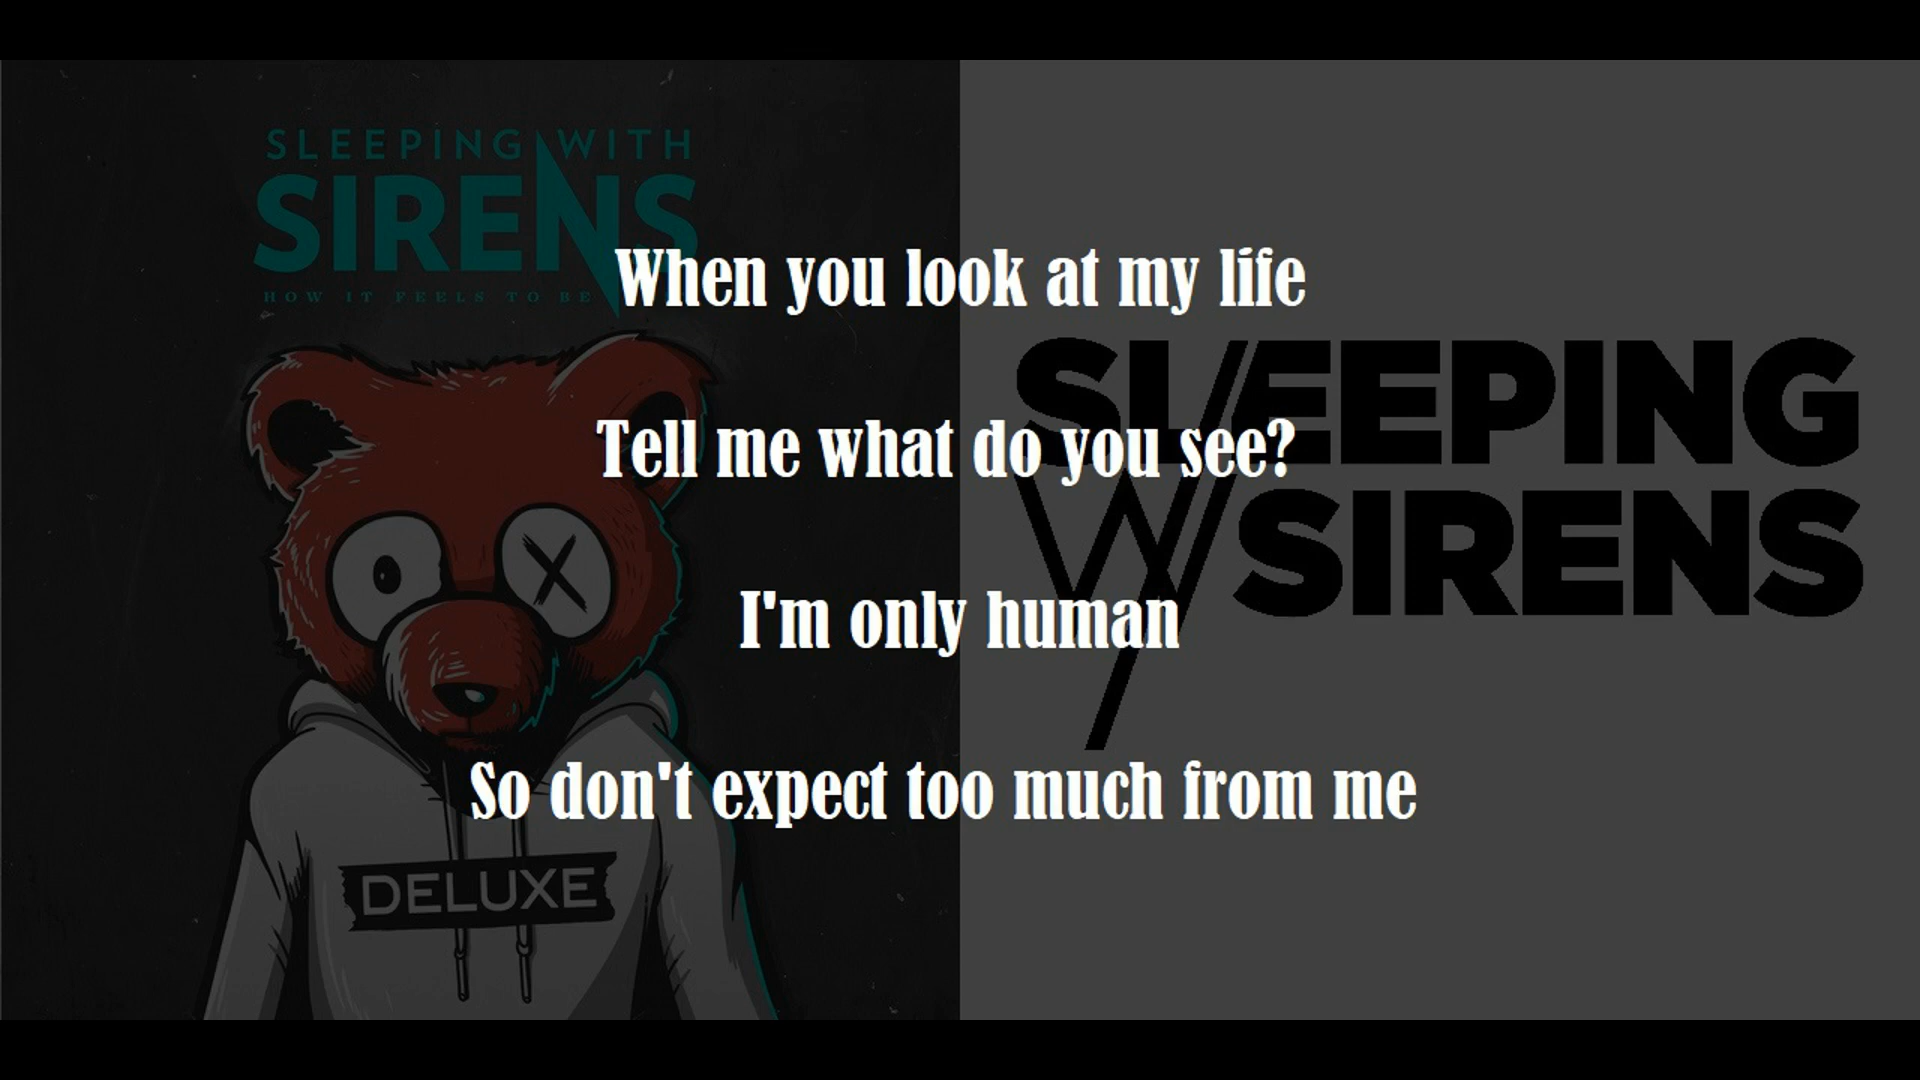 SLEEPING WITH
SIRENS
HOW IT FEELS TO BE
When you look at my life
SLEEPING
Tell me what do you see?
W/SIRENS
I'm only human
So don't expect too much from me
DELUXE